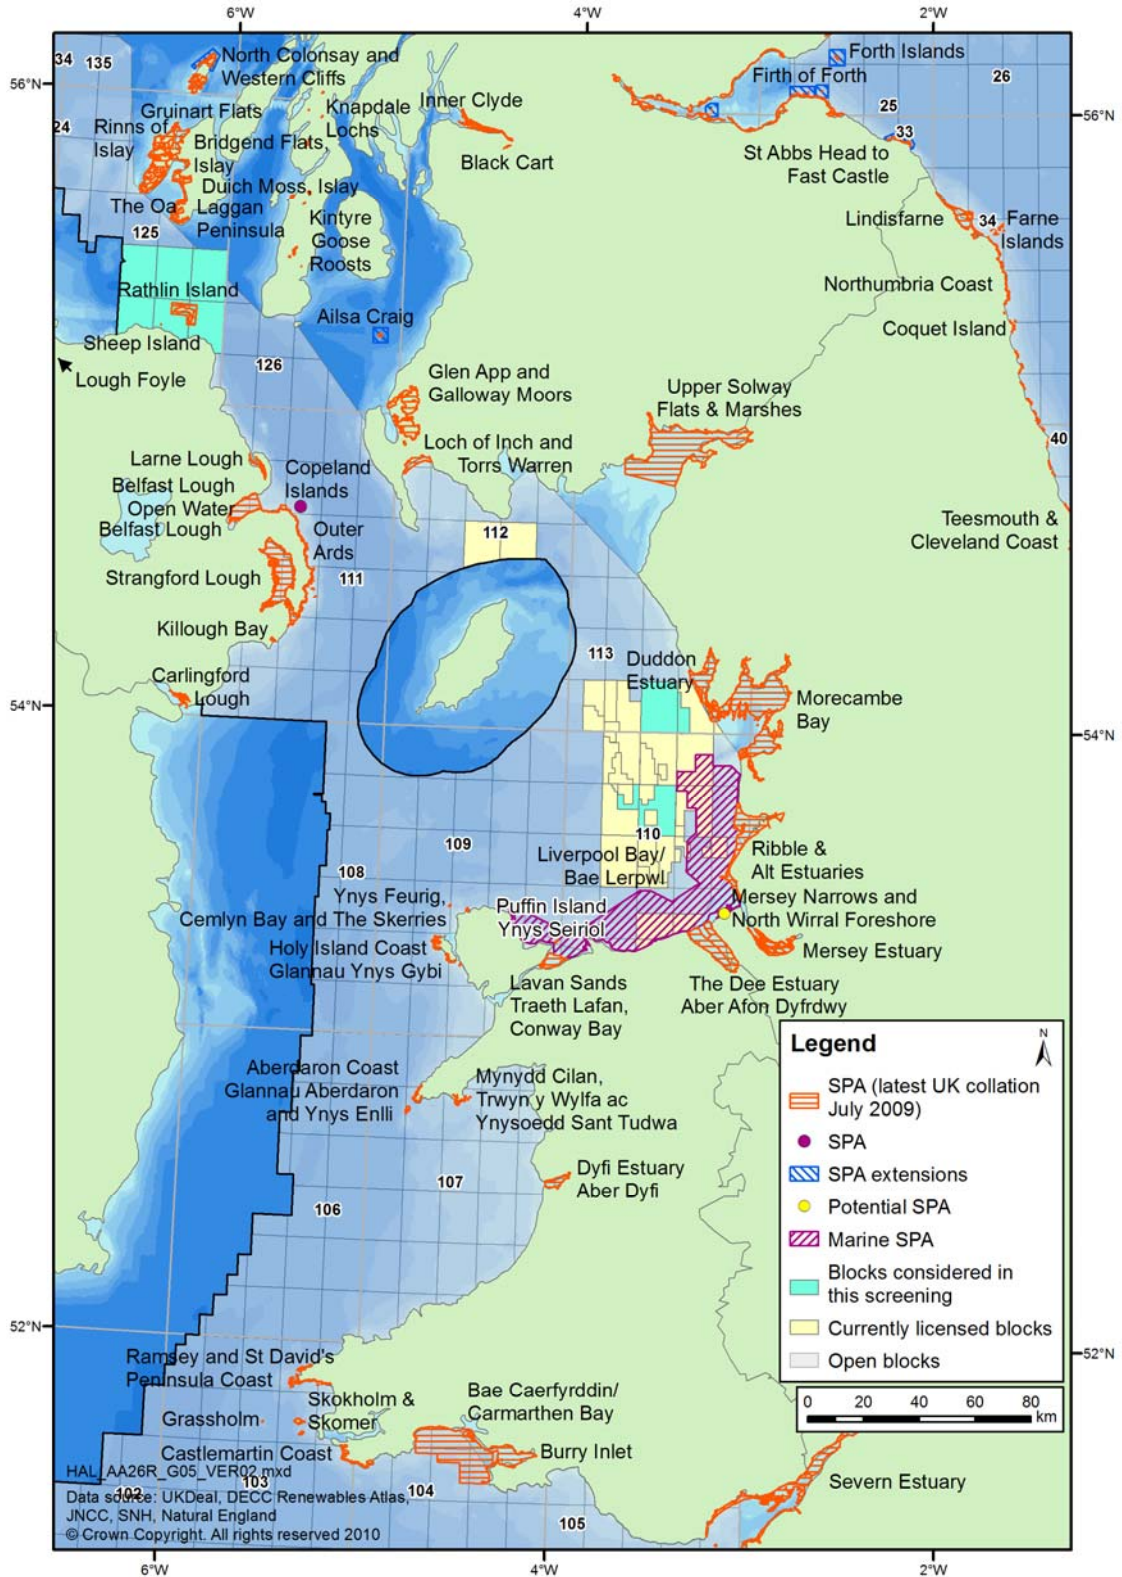 6°W
4°W
2°W
34
135
North Colonsay and
Western Cliffs
Forth Islands
Firth of Forth
26
56°N
Gruinart Flats
Knapdale
Lochs
Inner Clyde
25
56°N
24
Rinns of
Islay
Bridgend Flats,
Islay
33
Black Cart
St Abbs Head to
Fast Castle
Duich Moss, Islay
The Oa
Laggan
Peninsula
Kintyre
Goose
Roosts
Lindisfarne
34
Farne
Islands
125
Rathlin Island
Northumbria Coast
Ailsa Craig
Coquet Island
Sheep Island
126
Lough Foyle
Glen App and
Galloway Moors
Upper Solway
Flats & Marshes
40
Larne Lough
Copeland
Islands
Loch of Inch and
Torrs Warren
Belfast Lough
Open Water
Belfast Lough
Outer
Ards
112
Teesmouth &
Cleveland Coast
Strangford Lough
111
Killough Bay
113
Duddon
Estuary
Carlingford
Lough
Morecambe
Bay
54°N
54°N
110
109
Liverpool Bay/
Bae Lerpwl
Ribble &
Alt Estuaries
108
Ynys Feurig,
Cemlyn Bay and The Skerries
Puffin Island
Ynys Seiriol
Mersey Narrows and
North Wirral Foreshore
Holy Island Coast
Glannau Ynys Gybi
Mersey Estuary
Lavan Sands
Traeth Lafan,
Conway Bay
The Dee Estuary
Aber Afon Dyfrdwy
Legend
N
SPA (latest UK collation
July 2009)
SPA
SPA extensions
Potential SPA
Marine SPA
Blocks considered in
this screening
Currently licensed blocks
Open blocks
0 20 40 60 80
km
Aberdaron Coast
Glannau Aberdaron
and Ynys Enlli
Mynydd Cilan,
Trwyn y Wylfa ac
Ynysoedd Sant Tudwa
107
Dyfi Estuary
Aber Dyfi
106
52°N
52°N
Ramsey and St David's
Peninsula Coast
Skokholm &
Skomer
Bae Caerfyrddin/
Carmarthen Bay
Grassholm
Castlemartin Coast
Burry Inlet
Severn Estuary
HAL_AA26R_G05_VER02.mxd
103
102
104
105
Data source: UKDeal, DECC Renewables Atlas,
JNCC, SNH, Natural England
© Crown Copyright. All rights reserved 2010
6°W
4°W
2°W